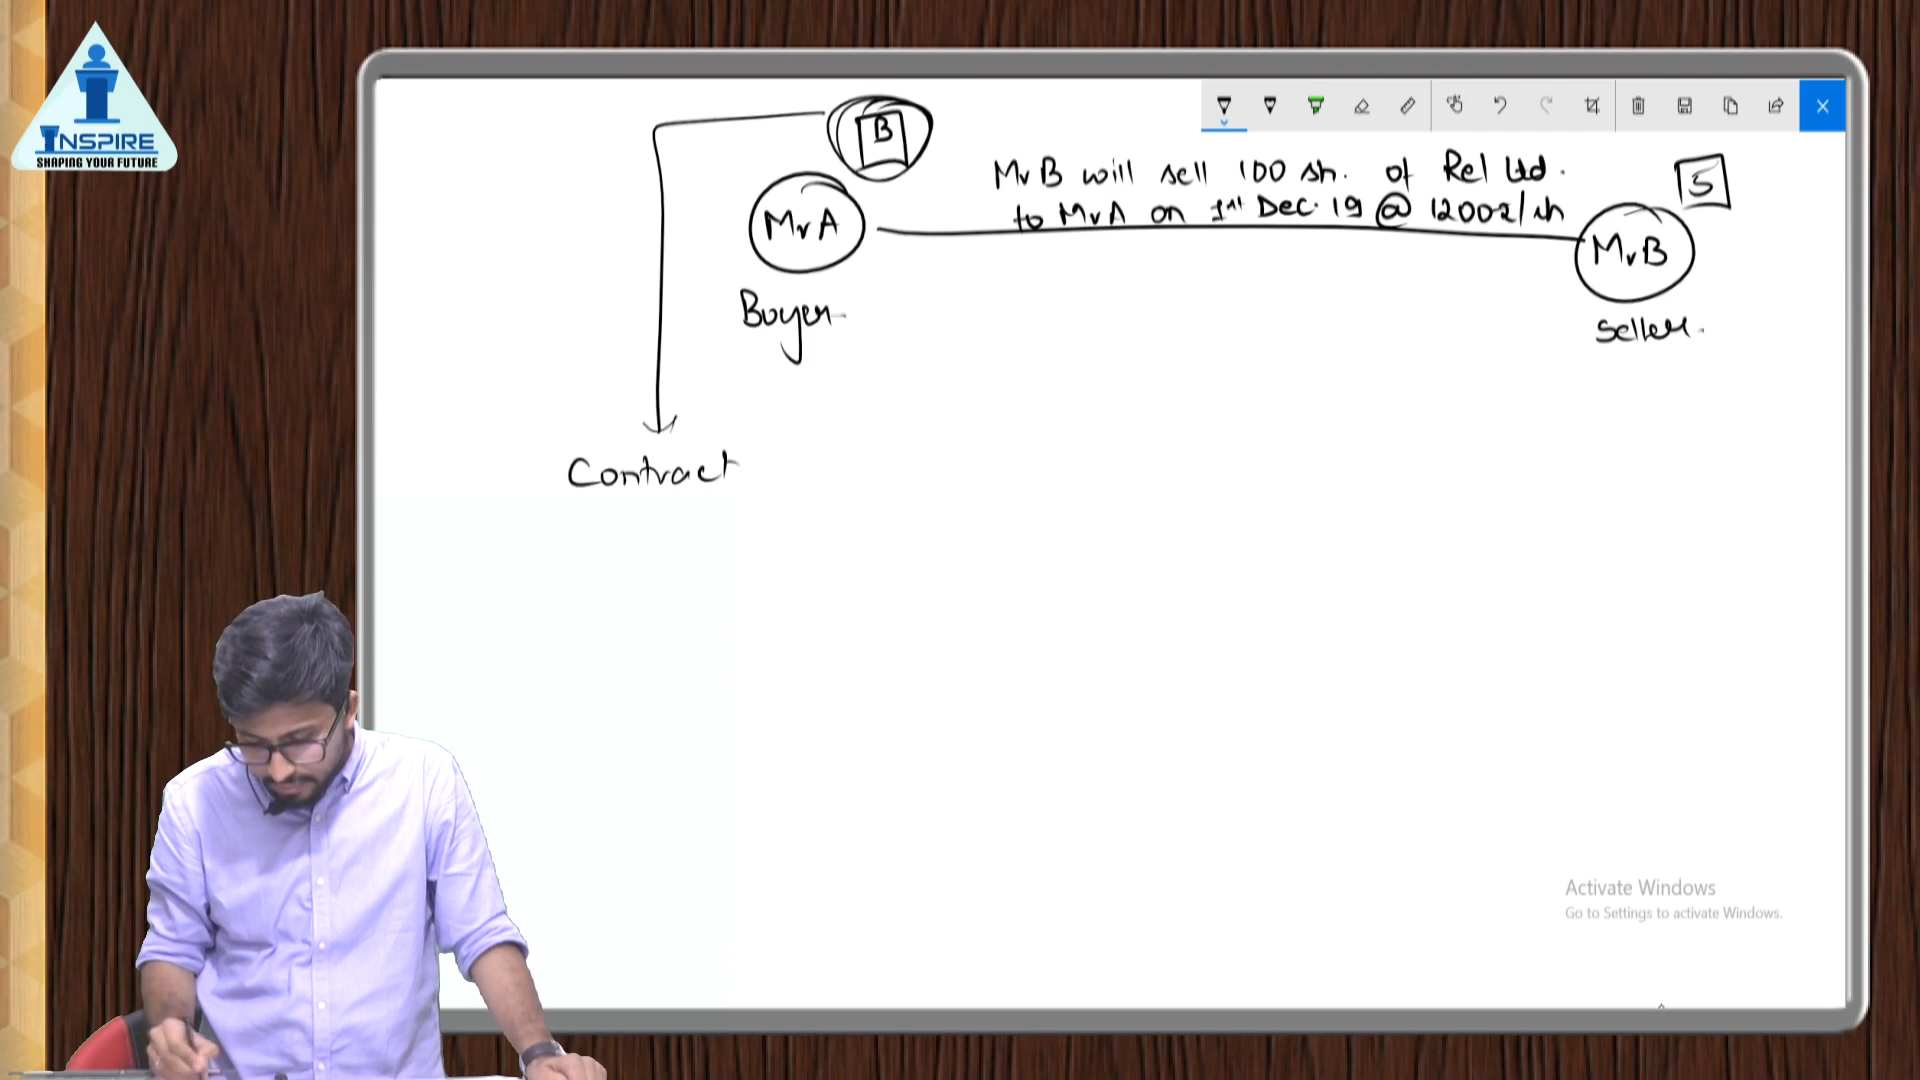 INSPIRE
SHAPING YOUR FUTURE
B
Mr B will sell 100 sh. of Rel Ltd.
to Mr A on 1st Dec. 19 @ 1200₹/sh
S
Mr A
Mr B
Buyer
Seller.
Contract
Activate Windows
Go to Settings to activate Windows.